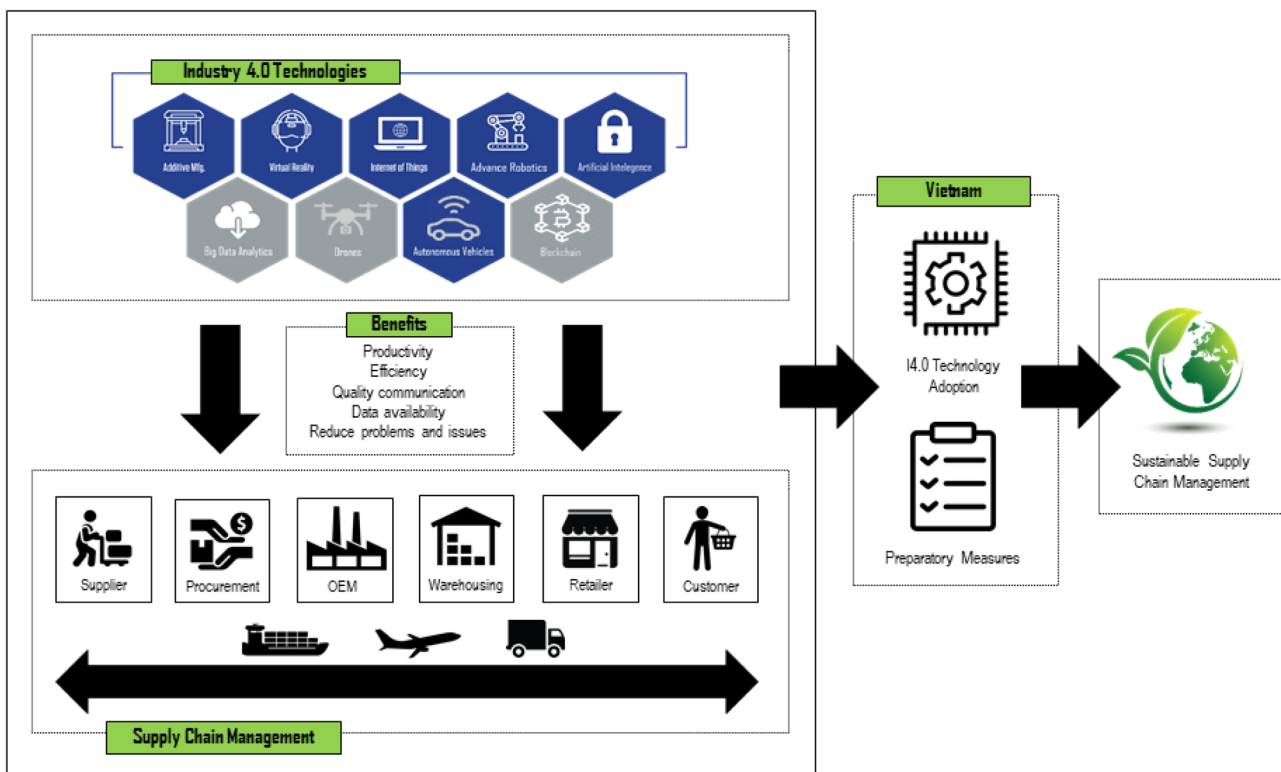 Industry 4.0 Technologies
Additive Mfg.
Virtual Reality
Internet of Things
Advance Robotics
Artificial Intelegence
Big Data Analytics
Drones
Autonomous Vehicles
Blockchain
Benefits
Productivity
Efficiency
Quality communication
Data availability
Reduce problems and issues
Supplier
Procurement
OEM
Warehousing
Retailer
Customer
Supply Chain Management
Vietnam
I4.0 Technology
Adoption
Preparatory Measures
Sustainable Supply
Chain Management